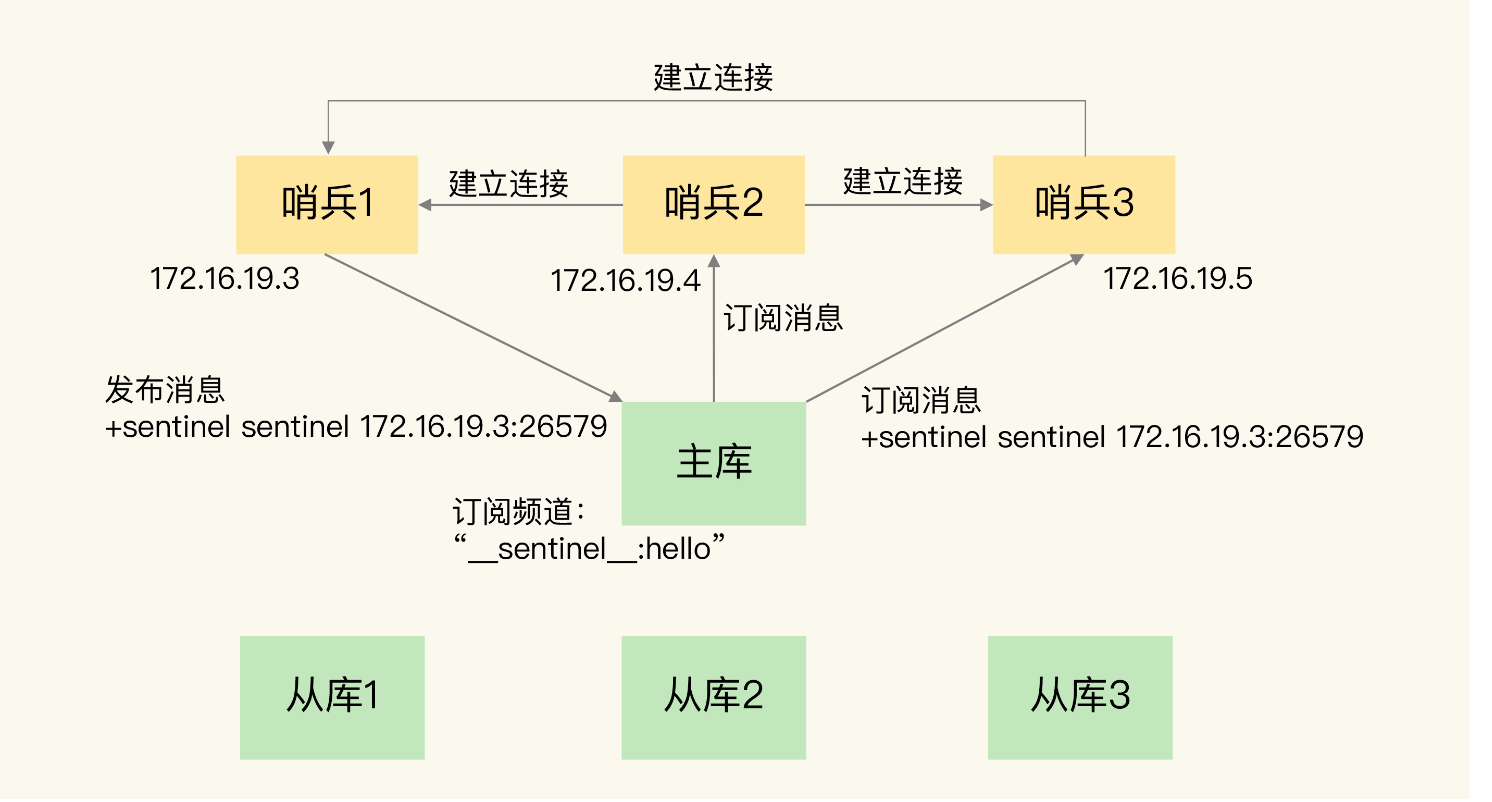 建立连接
哨兵1
建立连接
哨兵2
建立连接
哨兵3
172.16.19.3
172.16.19.4
172.16.19.5
订阅消息
发布消息
+sentinel sentinel 172.16.19.3:26579
订阅消息
+sentinel sentinel 172.16.19.3:26579
主库
订阅频道：
“__sentinel__:hello”
从库1
从库2
从库3